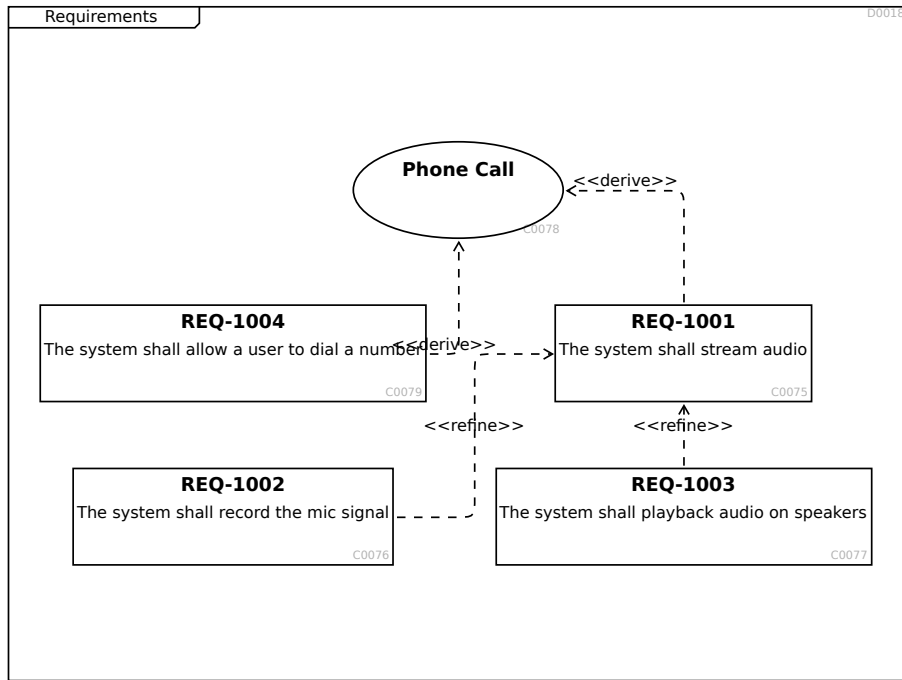 Requirements
D0018
Phone Call
<<derive>>
C0078
REQ-1004
The system shall allow a user to dial a number
<<derive>>
C0079
REQ-1001
The system shall stream audio
C0075
<<refine>>
<<refine>>
REQ-1002
The system shall record the mic signal
C0076
REQ-1003
The system shall playback audio on speakers
C0077